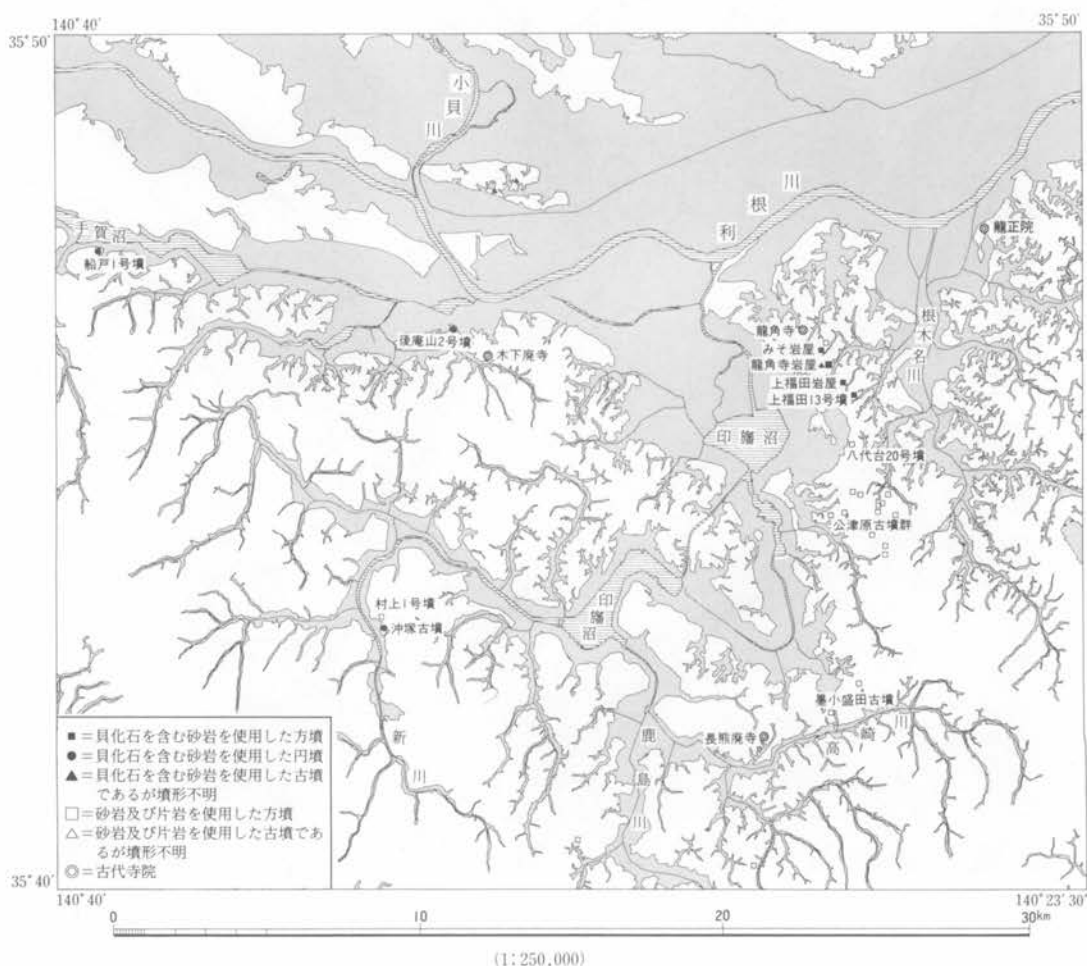 140°40′
35°50′
35°50′
小貝川
利根川
手賀沼
船戸1号墳
龍正院
根木名川
龍角寺
みそ岩屋
龍角寺岩屋
上福田岩屋
上福田13号墳
後庵山2号墳
木下廃寺
印旛沼
八代台20号墳
公津原古墳群
印旛沼
村上1号墳
沖塚古墳
墨小盛田古墳
長熊廃寺
高崎川
鹿島川
新川
■=貝化石を含む砂岩を使用した方墳
●=貝化石を含む砂岩を使用した円墳
▲=貝化石を含む砂岩を使用した古墳
であるが墳形不明
□=砂岩及び片岩を使用した方墳
△=砂岩及び片岩を使用した古墳であ
るが墳形不明
◎=古代寺院
35°40′
140°40′
140°23′30″
0 10 20 30km
(1:250,000)